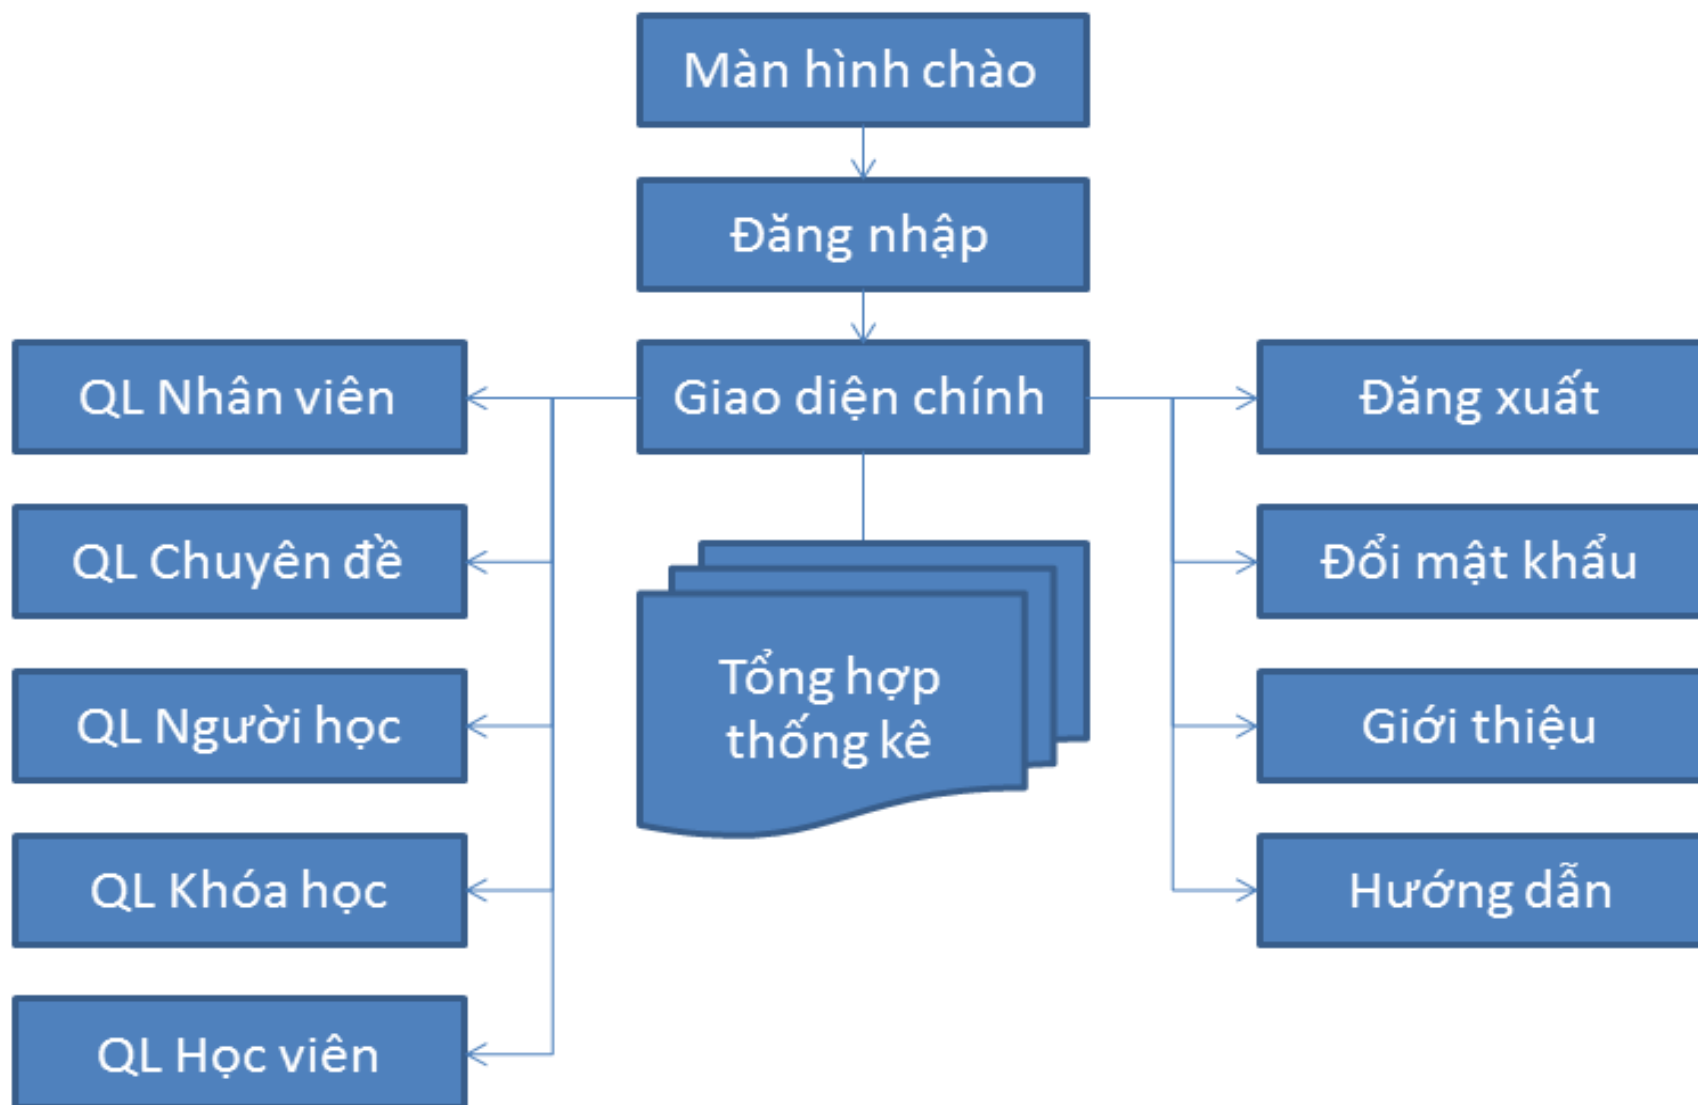 Màn hình chào
Đăng nhập
QL Nhân viên
Giao diện chính
Đăng xuất
QL Chuyên đề
Đổi mật khẩu
Tổng hợp
thống kê
QL Người học
Giới thiệu
QL Khóa học
Hướng dẫn
QL Học viên